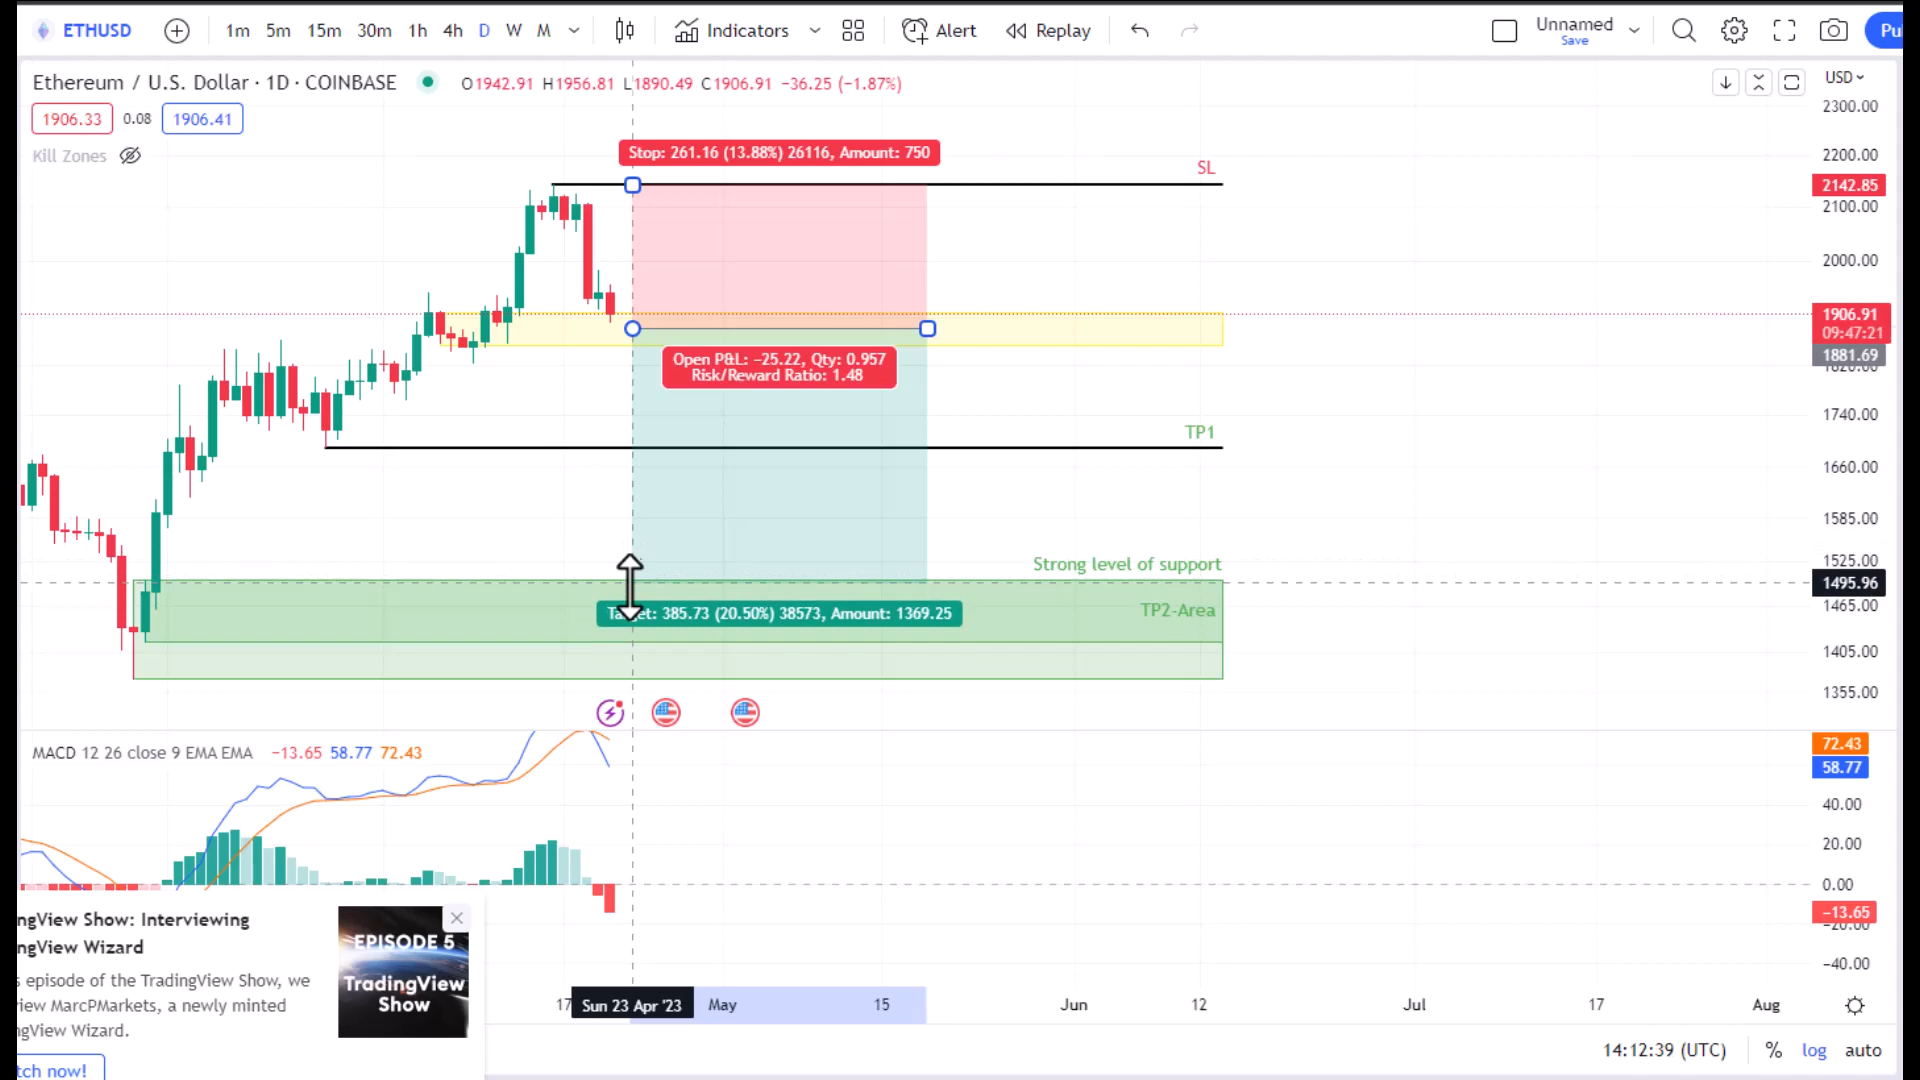 ETHUSD 1m 5m 15m 30m 1h 4h D W M Indicators Alert Replay Unnamed
Save
Ethereum / U.S. Dollar · 1D · COINBASE O1942.91 H1956.81 L1890.49 C1906.91 −36.25 (−1.87%)
USD
1906.33 0.08 1906.41
Kill Zones
2300.00
2200.00
2142.85
2100.00
2000.00
1906.91
09:47:21
1881.69
1820.00
1740.00
1660.00
1585.00
1525.00
1495.96
1465.00
1405.00
1355.00
Stop: 261.16 (13.88%) 26116, Amount: 750
SL
Open P&L: −25.22, Qty: 0.957
Risk/Reward Ratio: 1.48
TP1
Strong level of support
TP2-Area
385.73 (20.50%) 38573, Amount: 1369.25
MACD 12 26 close 9 EMA EMA −13.65 58.77 72.43
72.43
58.77
40.00
20.00
0.00
−13.65
−20.00
−40.00
ngView Show: Interviewing
ngView Wizard
episode of the TradingView Show, we
MarcPMarkets, a newly minted
ngView Wizard.
now!
EPISODE 5
TradingView
Show
17 Sun 23 Apr '23 May 15 Jun 12 Jul 17 Aug
14:12:39 (UTC) % log auto